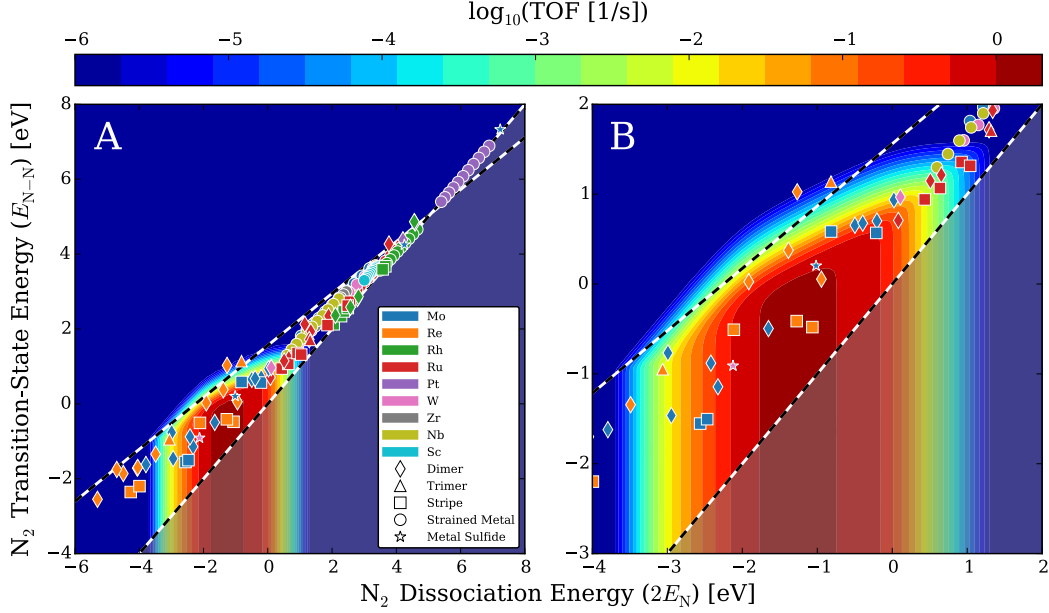 log₁₀(TOF [1/s])
−6 −5 −4 −3 −2 −1 0
A
B
N₂ Transition-State Energy (E_N−N) [eV]
8
6
4
2
0
−2
−4
−6 −4 −2 0 2 4 6 8
Mo
Re
Rh
Ru
Pt
W
Zr
Nb
Sc
Dimer
Trimer
Stripe
Strained Metal
Metal Sulfide
2
1
0
−1
−2
−3
−4 −3 −2 −1 0 1 2
N₂ Dissociation Energy (2E_N) [eV]